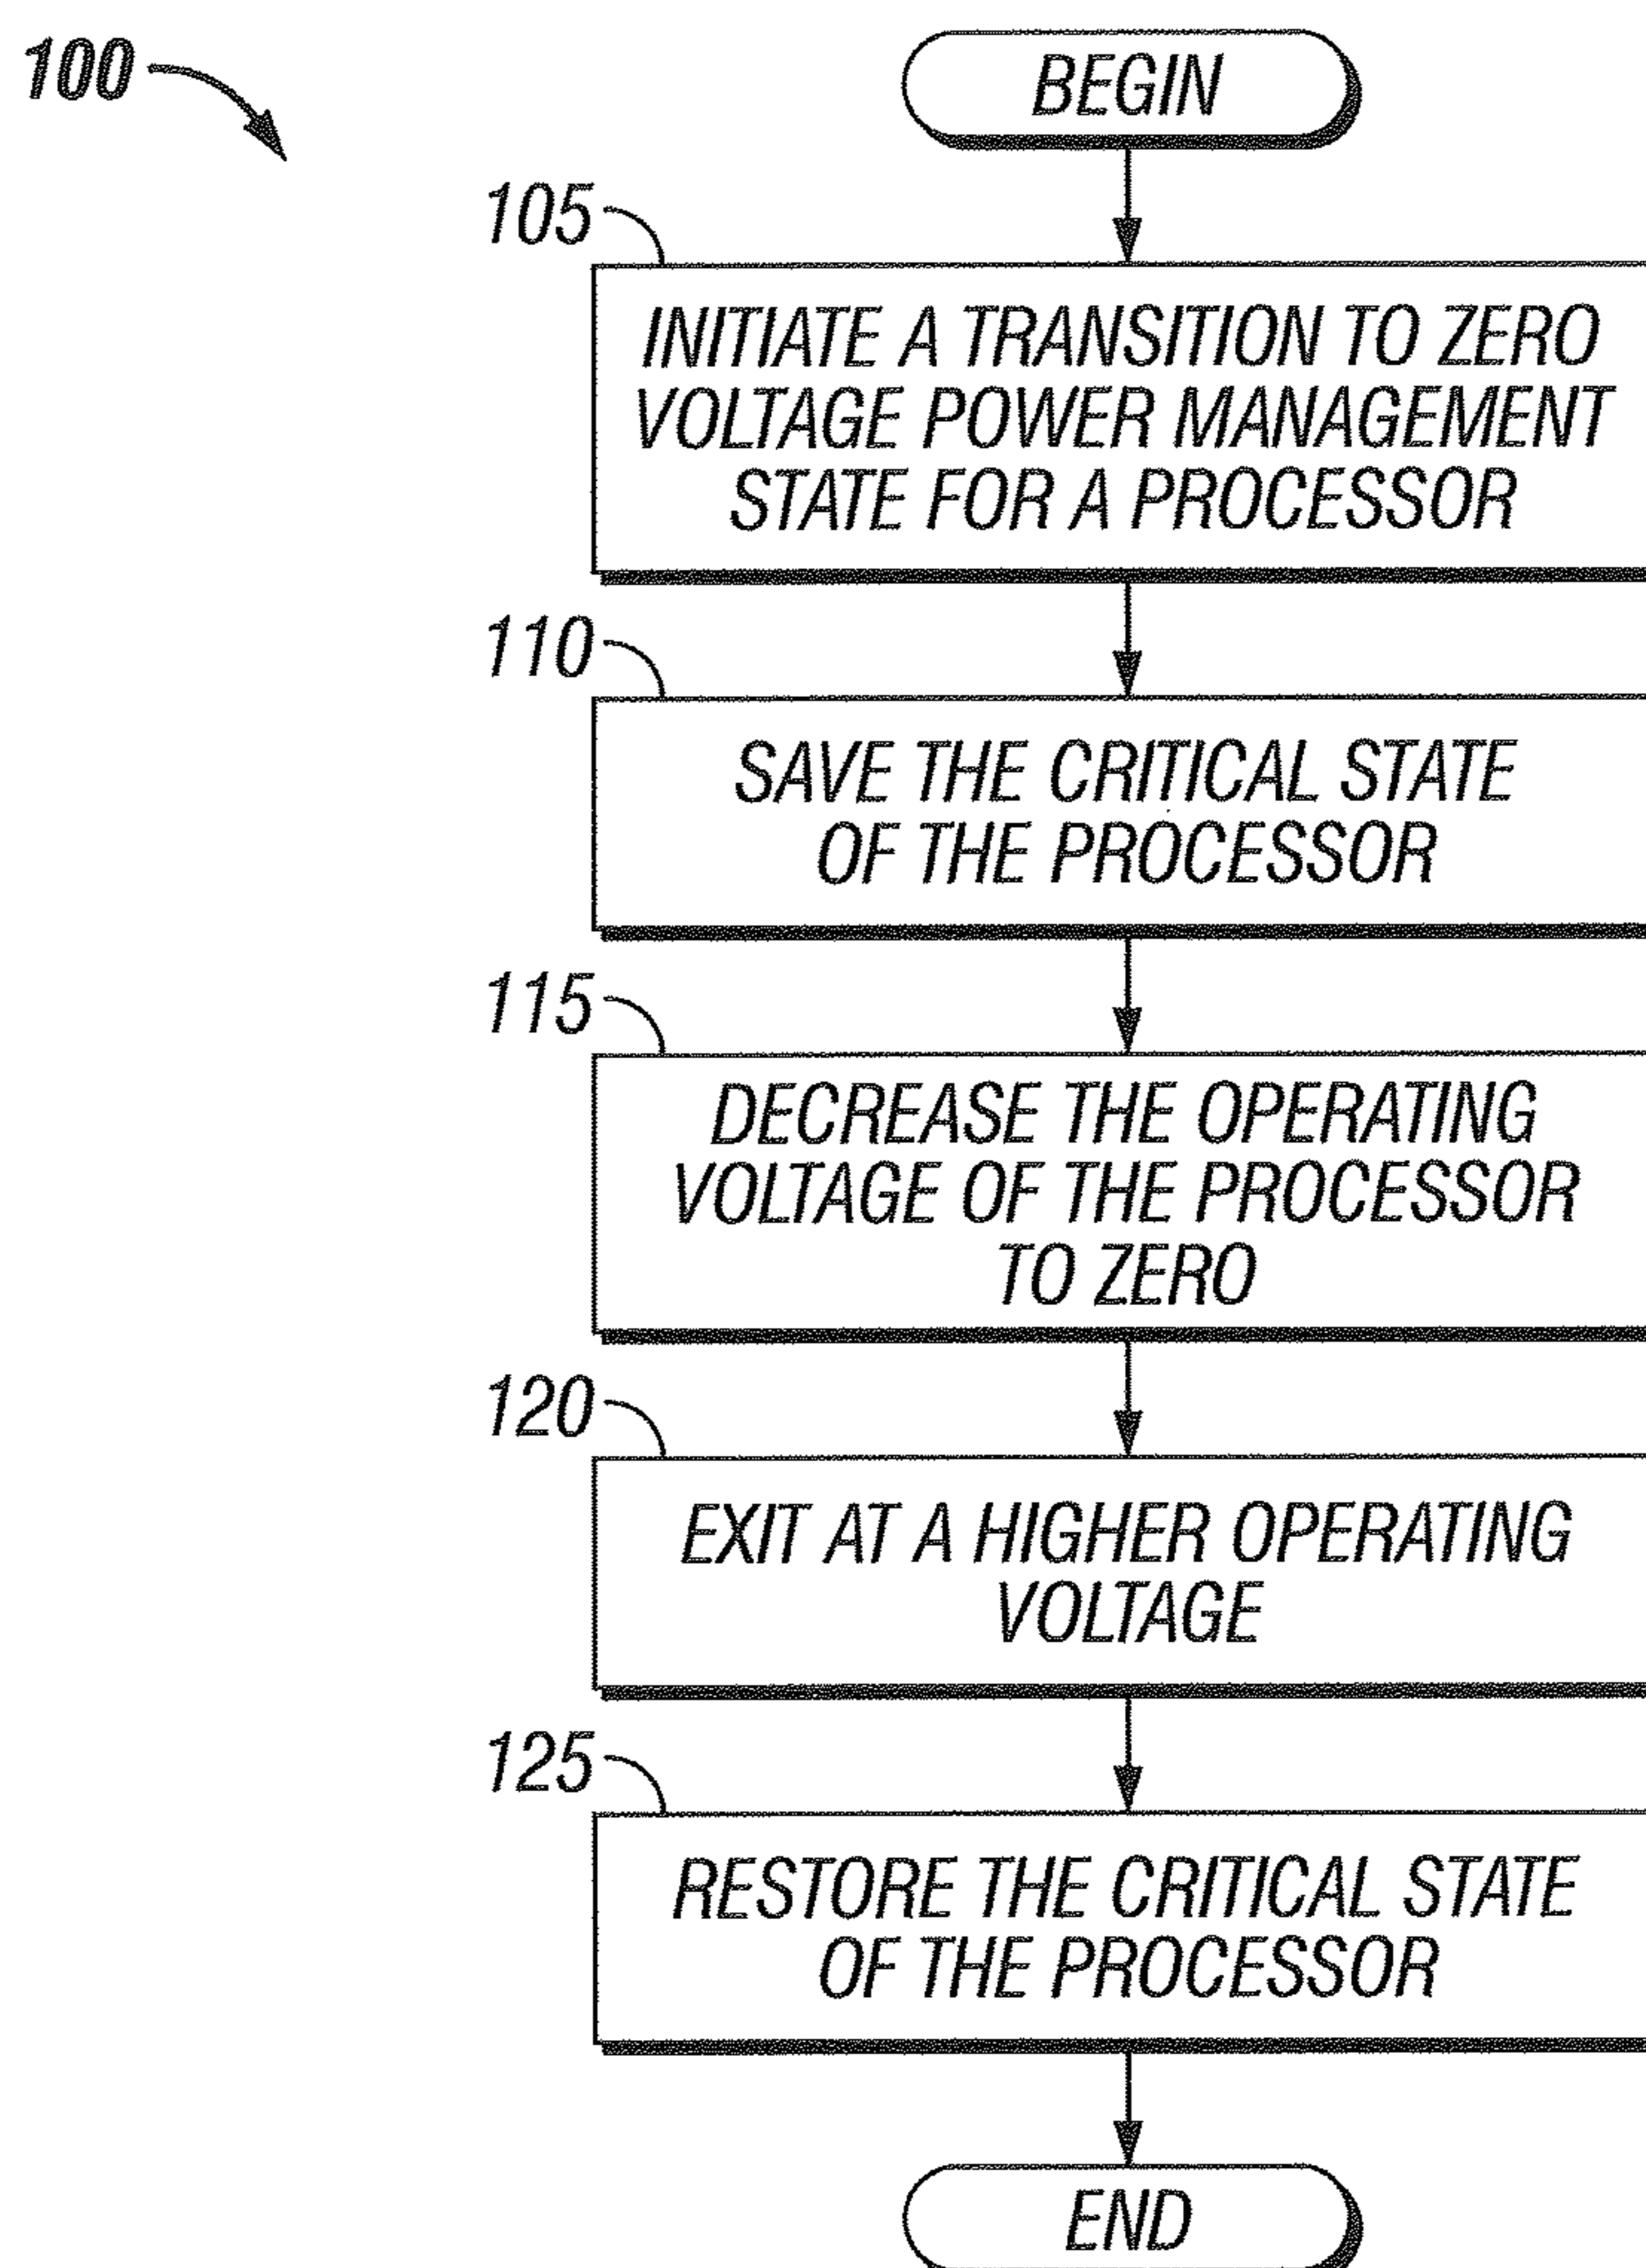 100
BEGIN
105
INITIATE A TRANSITION TO ZERO
VOLTAGE POWER MANAGEMENT
STATE FOR A PROCESSOR
110
SAVE THE CRITICAL STATE
OF THE PROCESSOR
115
DECREASE THE OPERATING
VOLTAGE OF THE PROCESSOR
TO ZERO
120
EXIT AT A HIGHER OPERATING
VOLTAGE
125
RESTORE THE CRITICAL STATE
OF THE PROCESSOR
END